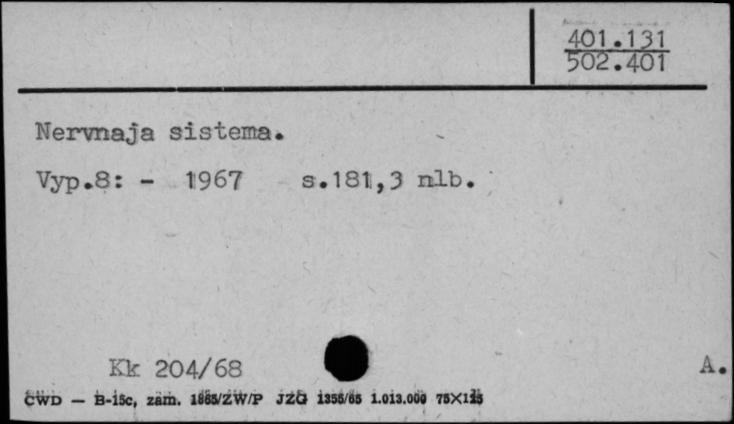 401.131
502.401
Nervnaja sistema.
Vyp.8: - 1967 s.181,3 nlb.
Kk 204/68
A.
CWD — B-15c, zam. 1865/ZW/P JZG 1355/65 1.013.000 75X125